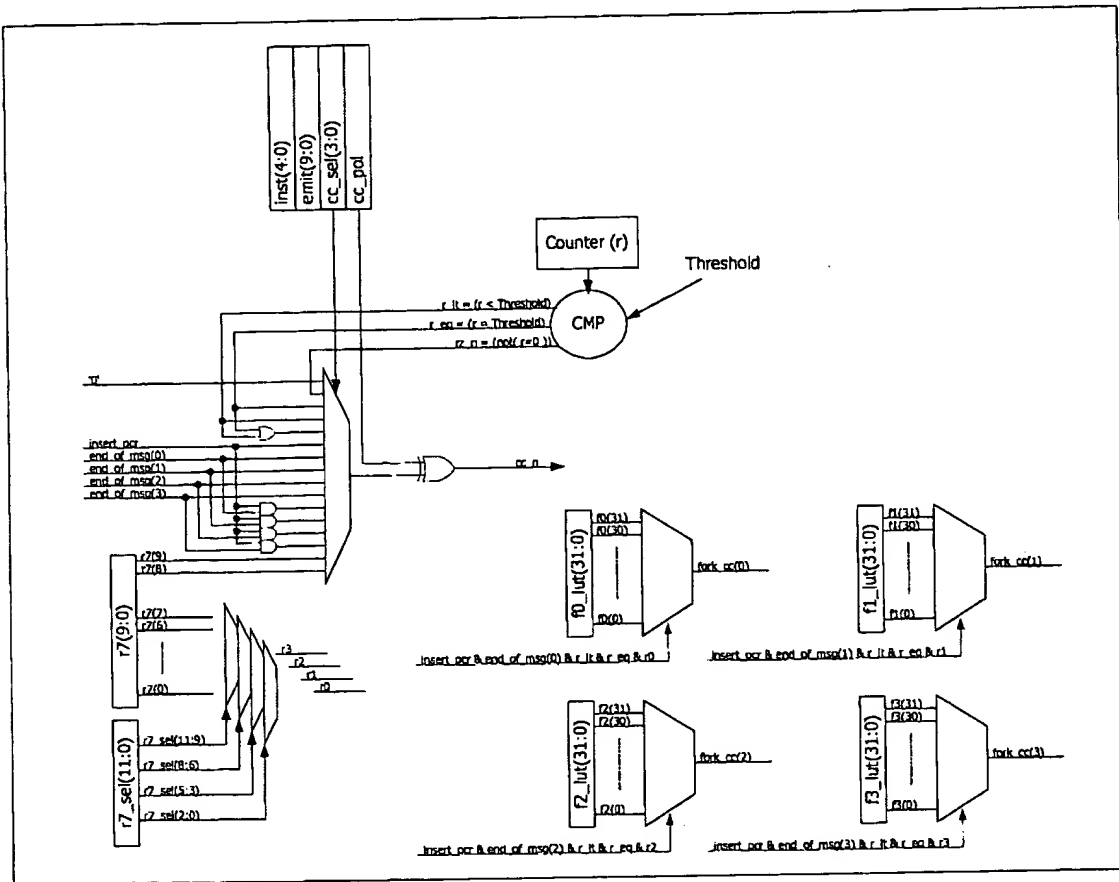 inst(4:0)
emit(9:0)
cc_sel(3:0)
cc_pol
Counter (r)
Threshold
CMP
r_lt = (r < Threshold)
r_eq = (r = Threshold)
rz_n = (not( r=0 ))
insert_pcr
end_of_msg(0)
end_of_msg(1)
end_of_msg(2)
end_of_msg(3)
cc_n
r7(9)
r7(8)
r7(7)
r7(6)
r7(0)
r7(9:0)
r3
r2
r1
r0
r7_sel(11:0)
r7_sel(11:9)
r7_sel(8:6)
r7_sel(5:3)
r7_sel(2:0)
f0_lut(31:0)
f0(31)
f0(30)
f0(0)
fork_cc(0)
insert_pcr & end_of_msg(0) & r_lt & r_eq & r0
f1_lut(31:0)
f1(31)
f1(30)
f1(0)
fork_cc(1)
insert_pcr & end_of_msg(1) & r_lt & r_eq & r1
f2_lut(31:0)
f2(31)
f2(30)
f2(0)
fork_cc(2)
insert_pcr & end_of_msg(2) & r_lt & r_eq & r2
f3_lut(31:0)
f3(31)
f3(30)
f3(0)
fork_cc(3)
insert_pcr & end_of_msg(3) & r_lt & r_eq & r3